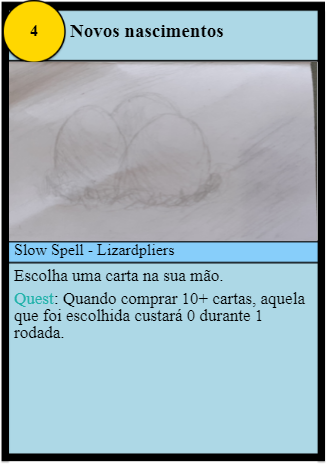 4
Novos nascimentos
Slow Spell - Lizardpliers
Escolha uma carta na sua mão.
Quest: Quando comprar 10+ cartas, aquela
que foi escolhida custará 0 durante 1
rodada.